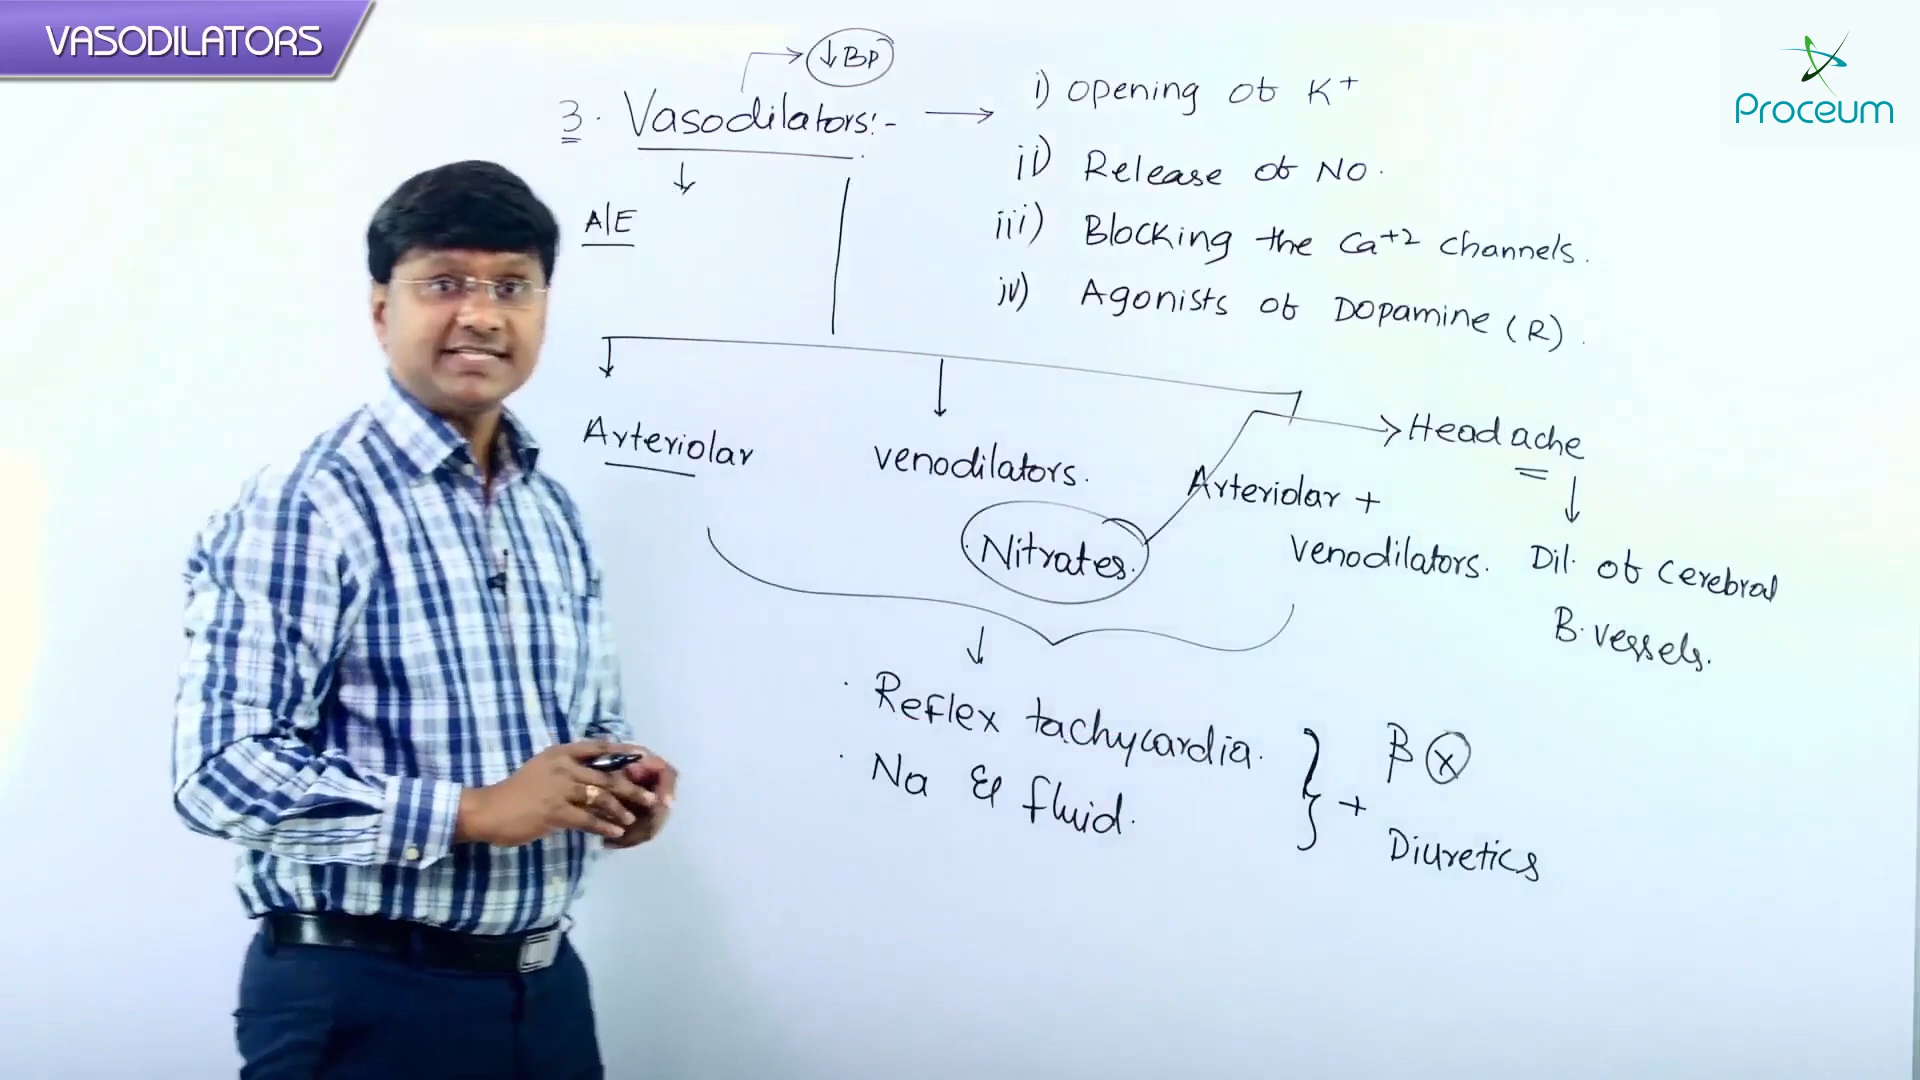 VASODILATORS
Proceum
↓BP
3. Vasodilators:-
i) Opening of K+
ii) Release of NO.
iii) Blocking the Ca+2 channels.
iv) Agonists of Dopamine (R).
A/E
Arteriolar
venodilators.
Arteriolar +
venodilators.
Headache
Nitrates.
Dil. of cerebral
B. vessels.
· Reflex tachycardia.
· Na & fluid.
+
β ⊗
Diuretics